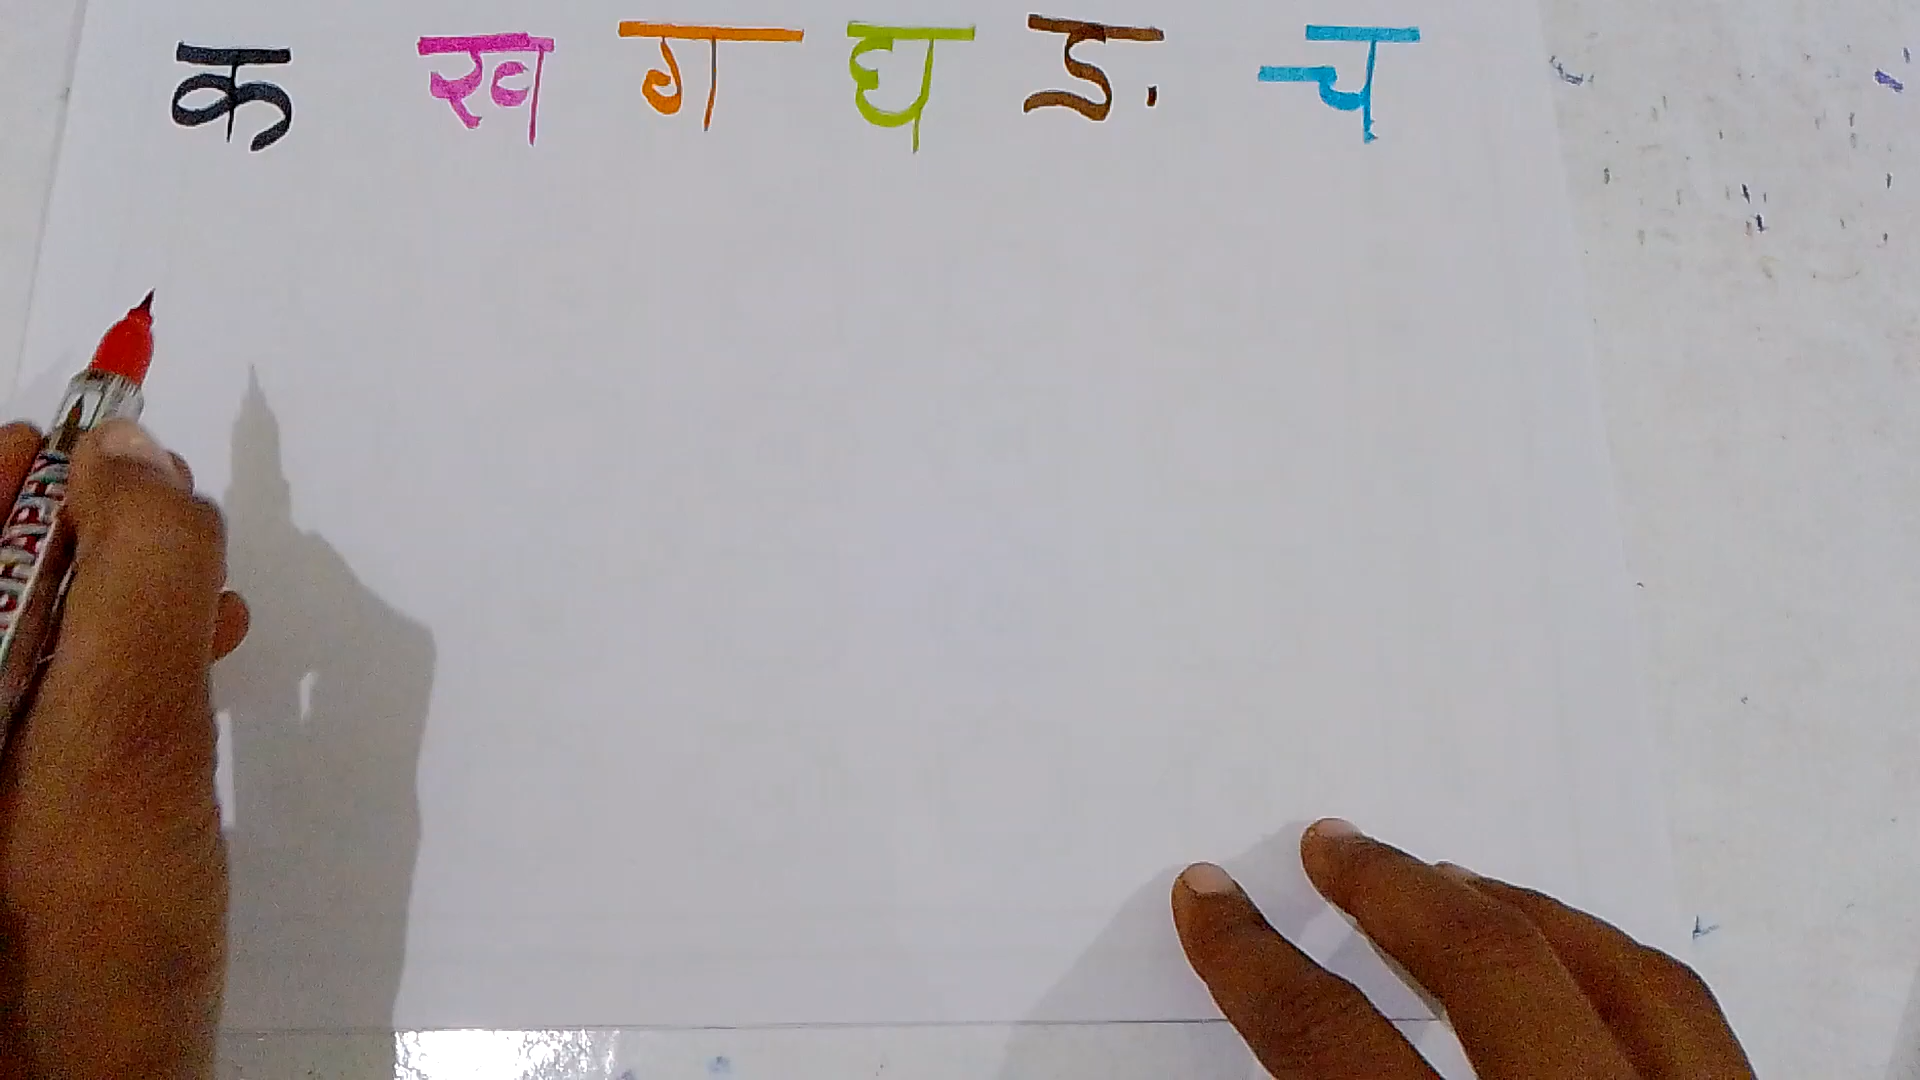 क ख ग घ ङ च